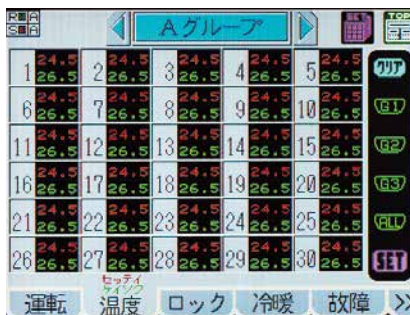 REA
SEA
Aグループ
SET
TOP
1 24.5 2 24.5 3 24.5 4 24.5 5 24.5 クリア
26.5 26.5 26.5 26.5 26.5
6 24.5 7 24.5 8 24.5 9 24.5 10 24.5 G1
26.5 26.5 26.5 26.5 26.5
11 24.5 12 24.5 13 24.5 14 24.5 15 24.5 G2
26.5 26.5 26.5 26.5 26.5
16 24.5 17 24.5 18 24.5 19 24.5 20 24.5 G3
26.5 26.5 26.5 26.5 26.5
21 24.5 22 24.5 23 24.5 24 24.5 25 24.5 ALL
26.5 26.5 26.5 26.5 26.5
26 24.5 27 24.5 28 24.5 29 24.5 30 24.5 SET
26.5 26.5 26.5 26.5 26.5
セッテイ
ケイソク
運転 温度 ロック 冷暖 故障 >>